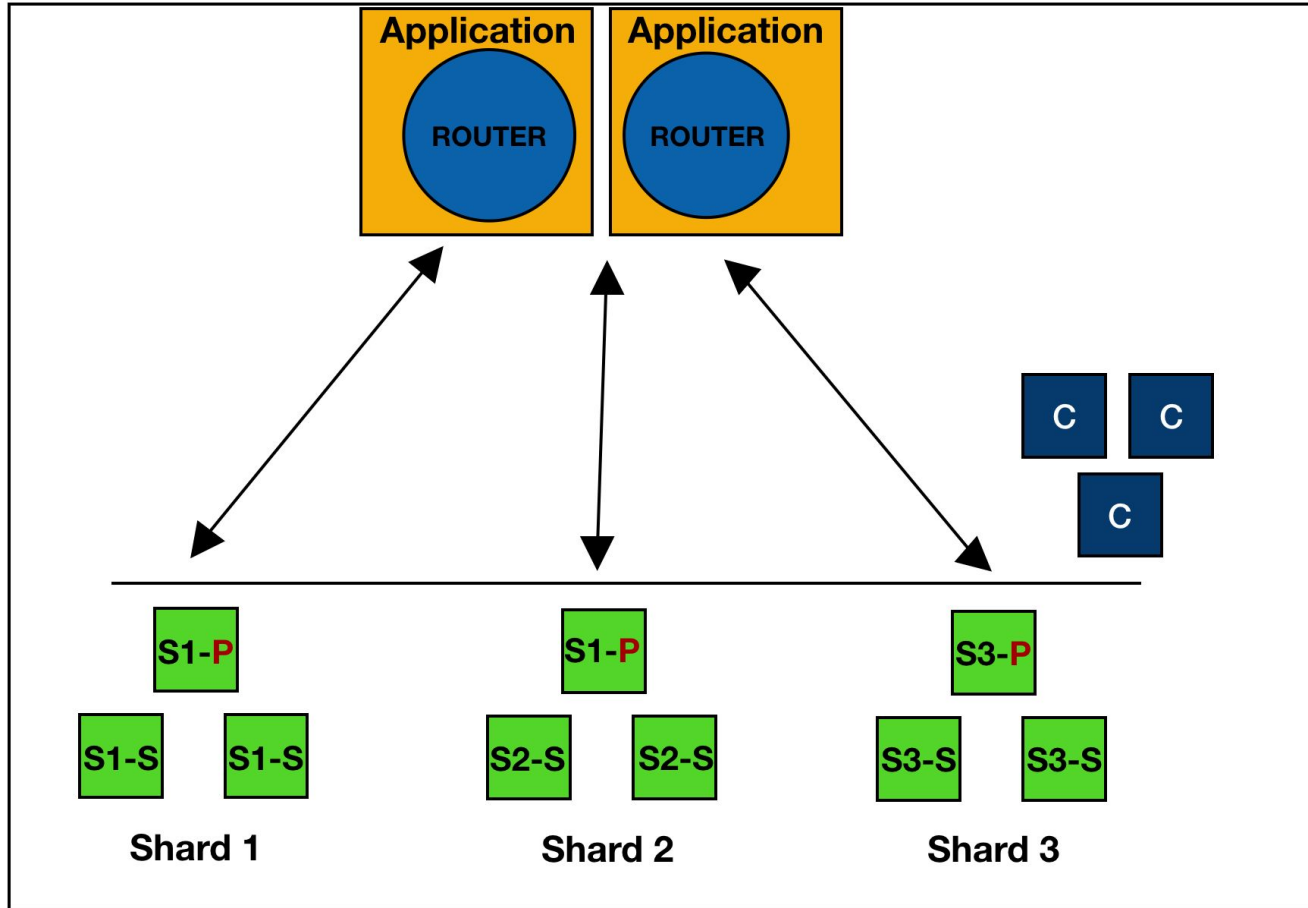 Application Application
ROUTER ROUTER
C C
C
S1-P S1-P S3-P
S1-S S1-S S2-S S2-S S3-S S3-S
Shard 1 Shard 2 Shard 3